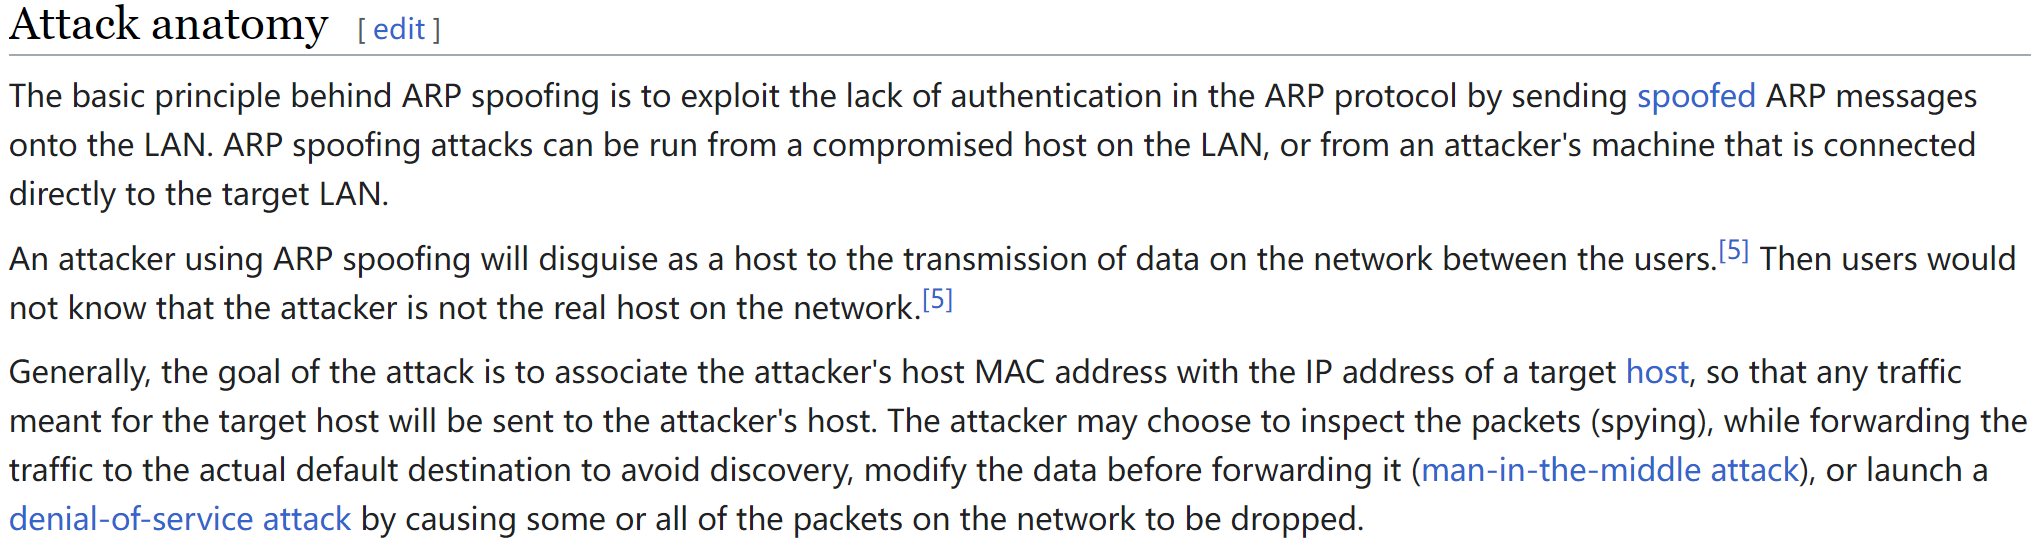 Attack anatomy [ edit ]
The basic principle behind ARP spoofing is to exploit the lack of authentication in the ARP protocol by sending spoofed ARP messages
onto the LAN. ARP spoofing attacks can be run from a compromised host on the LAN, or from an attacker's machine that is connected
directly to the target LAN.
An attacker using ARP spoofing will disguise as a host to the transmission of data on the network between the users.[5] Then users would
not know that the attacker is not the real host on the network.[5]
Generally, the goal of the attack is to associate the attacker's host MAC address with the IP address of a target host, so that any traffic
meant for the target host will be sent to the attacker's host. The attacker may choose to inspect the packets (spying), while forwarding the
traffic to the actual default destination to avoid discovery, modify the data before forwarding it (man-in-the-middle attack), or launch a
denial-of-service attack by causing some or all of the packets on the network to be dropped.